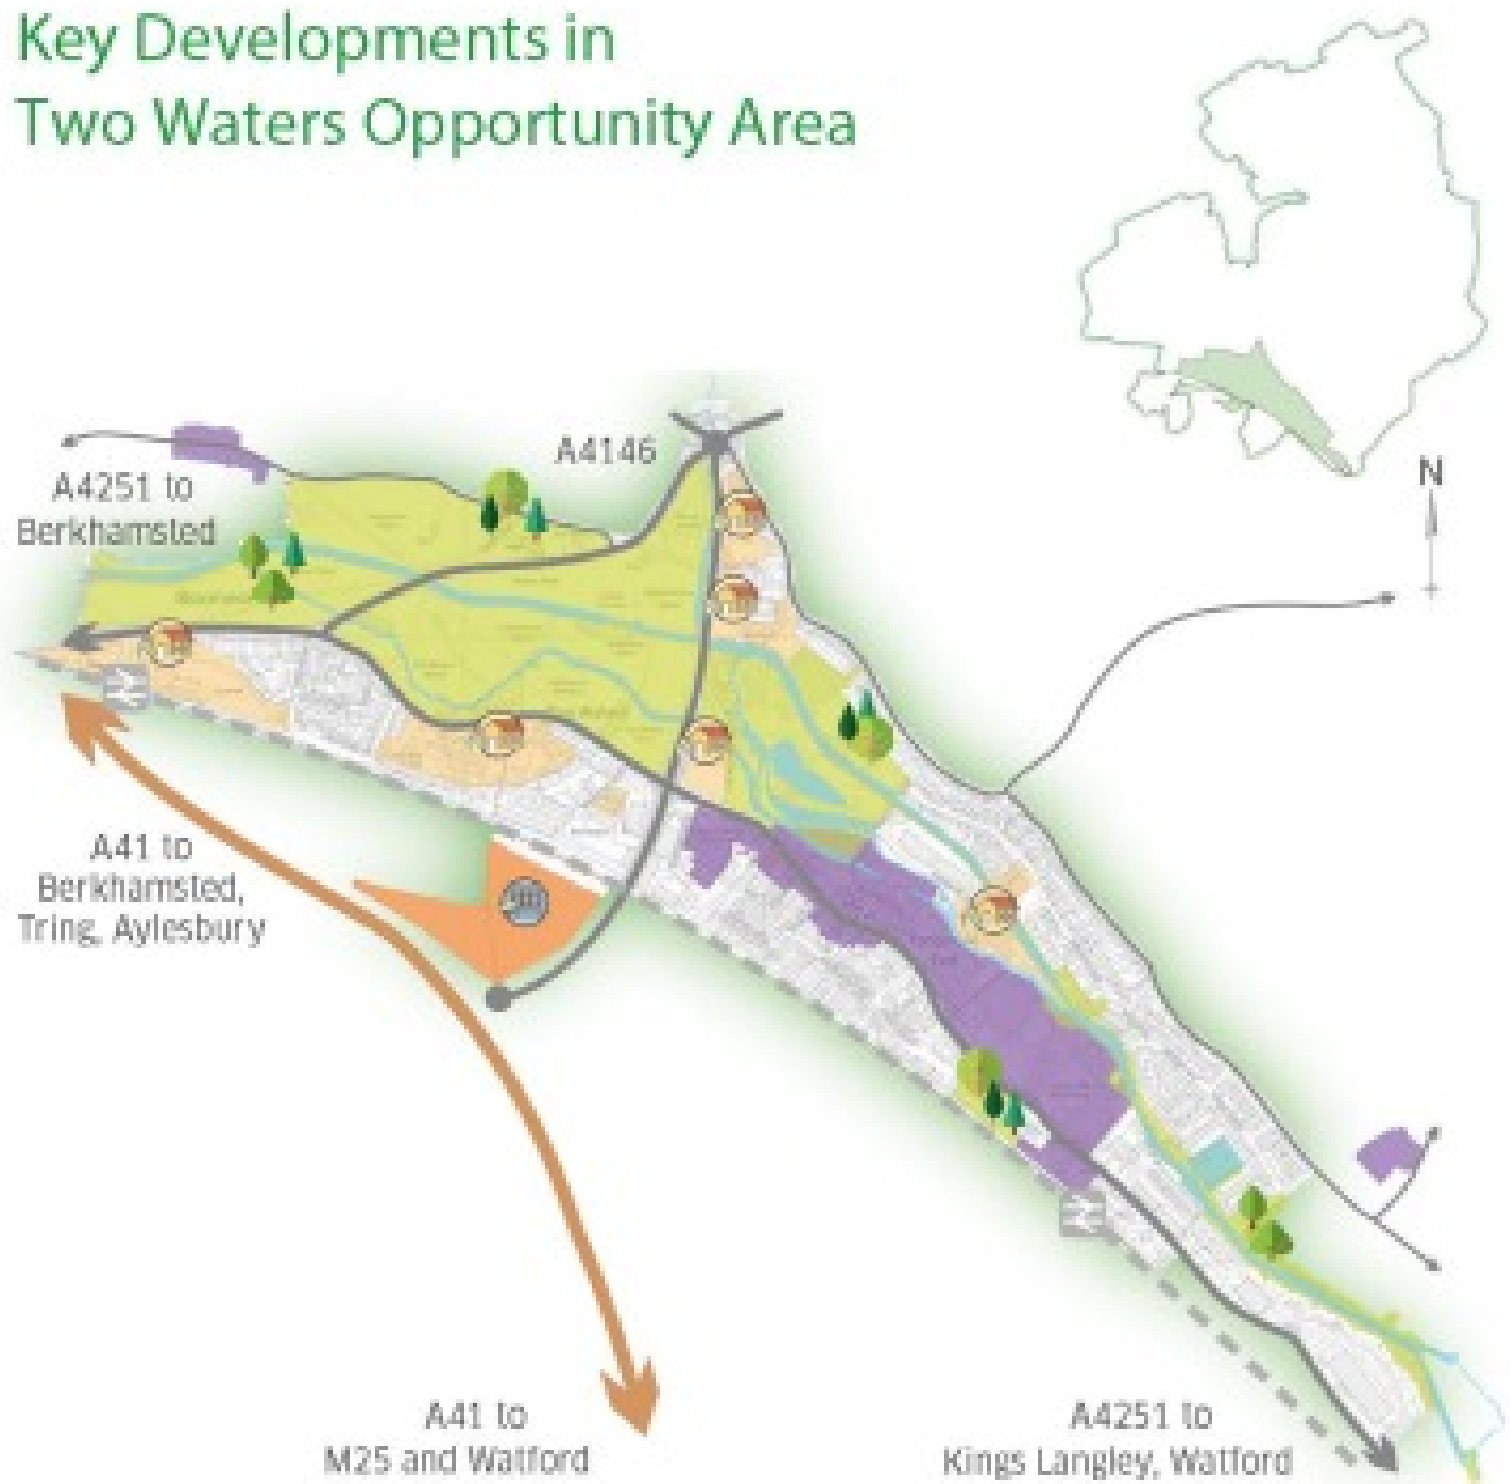 Key Developments in
Two Waters Opportunity Area
N
A4146
A4251 to
Berkhamsted
A41 to
Berkhamsted,
Tring, Aylesbury
A41 to
M25 and Watford
A4251 to
Kings Langley, Watford